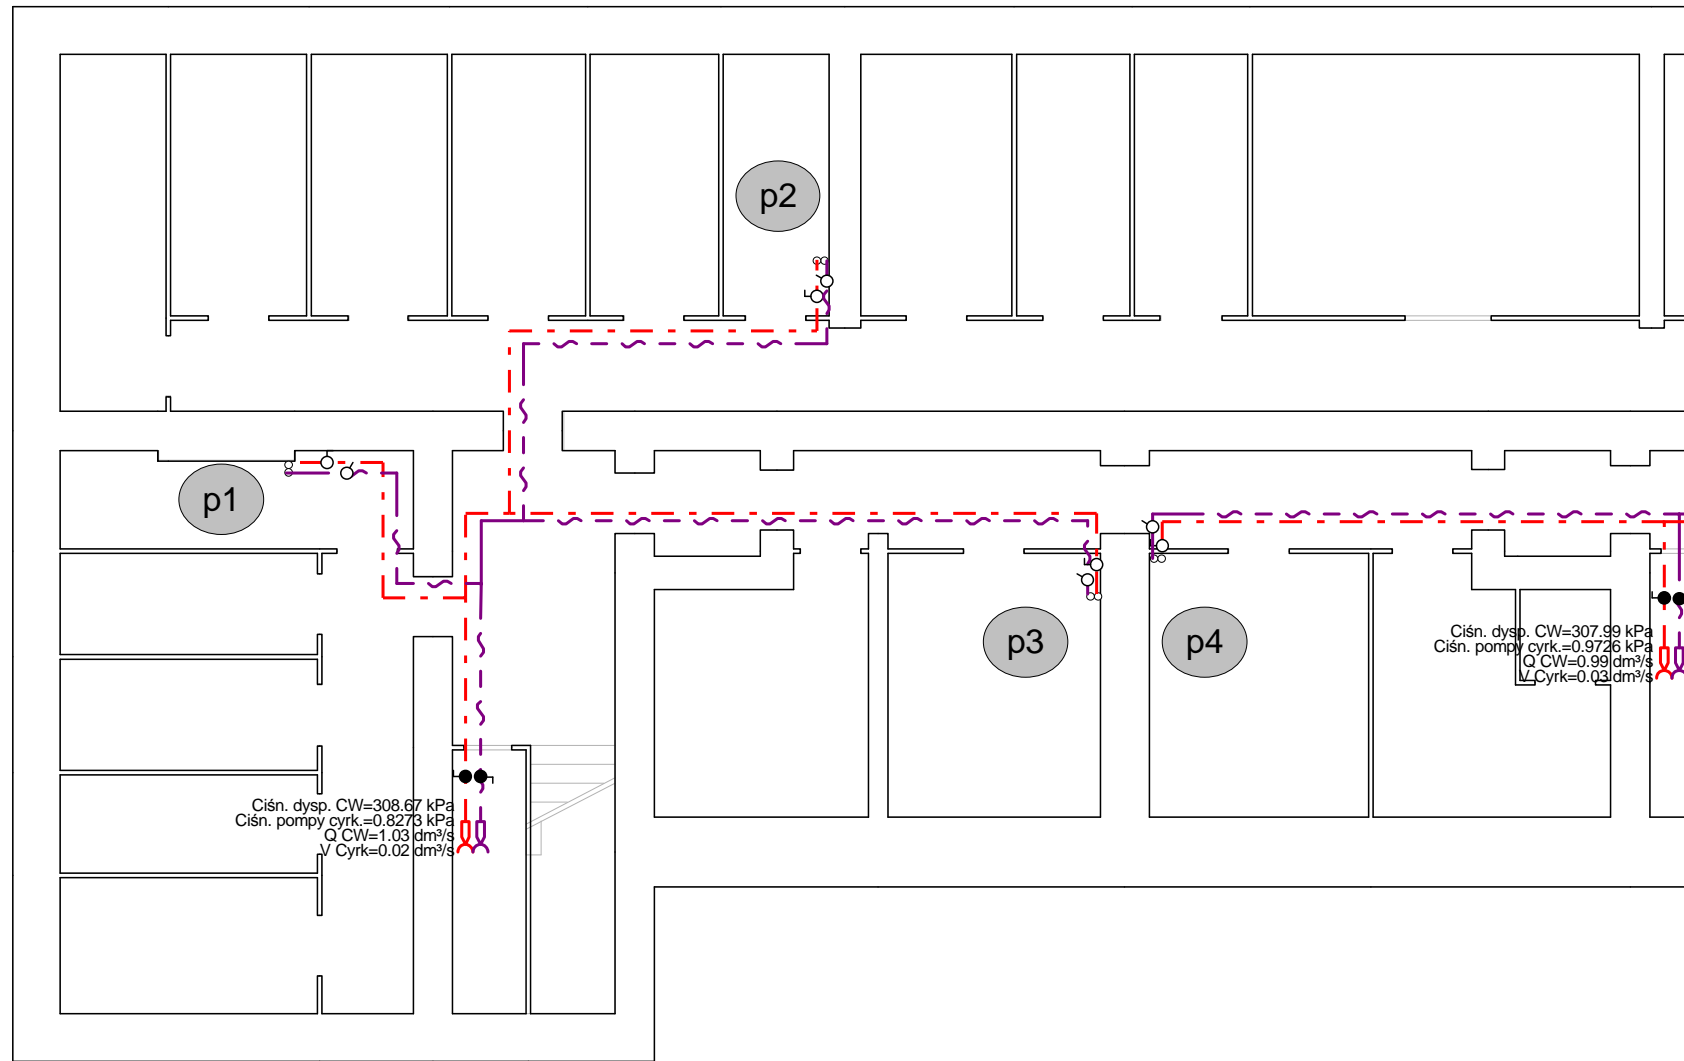 p2
p1
p3
p4
Ciśn. dysp. CW=307.99 kPa
Ciśn. pompy cyrk.=0.9726 kPa
Q CW=0.99 dm³/s
V Cyrk=0.03 dm³/s
Ciśn. dysp. CW=308.67 kPa
Ciśn. pompy cyrk.=0.8273 kPa
Q CW=1.03 dm³/s
V Cyrk=0.02 dm³/s